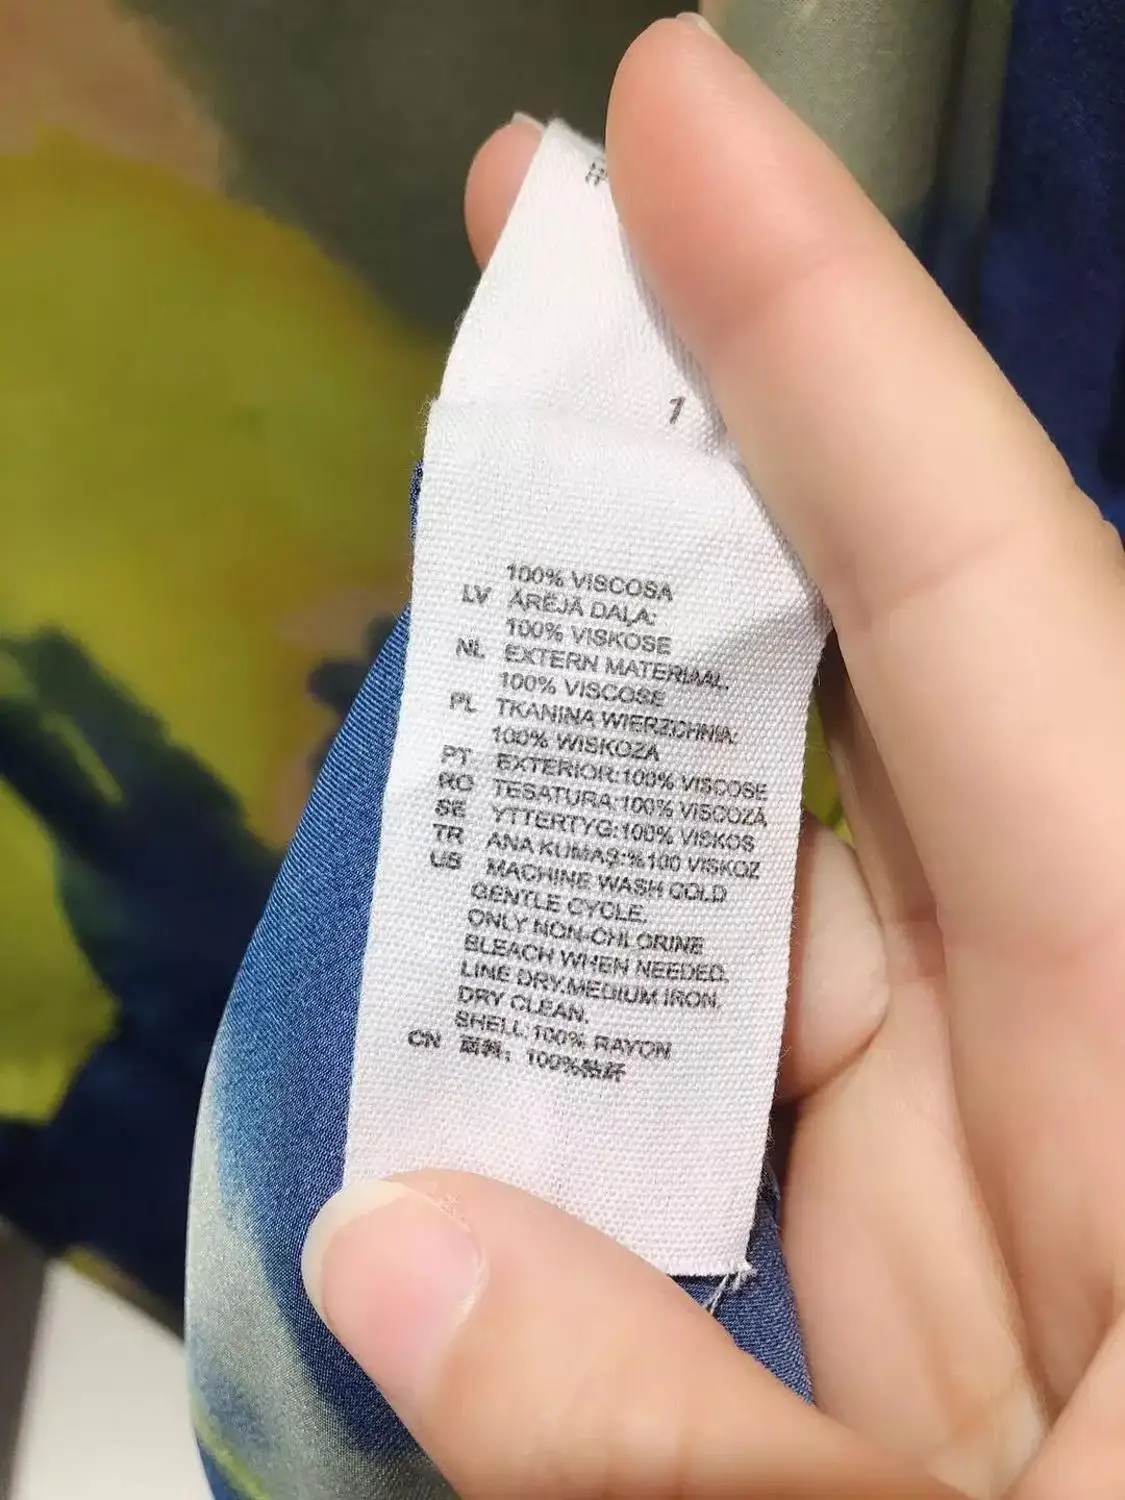 1
100% VISCOSA
LV ĀRĒJĀ DAĻA:
100% VISKOSE
NL EXTERN MATERIAAL:
100% VISCOSE
PL TKANINA WIERZCHNIA:
100% WISKOZA
PT EXTERIOR:100% VISCOSE
RO TESATURA:100% VISCOZĂ
SE YTTERTYG:100% VISKOS
TR ANA KUMAŞ:%100 VISKOZ
US MACHINE WASH COLD
GENTLE CYCLE.
ONLY NON-CHLORINE
BLEACH WHEN NEEDED.
LINE DRY.MEDIUM IRON.
DRY CLEAN.
SHELL:100% RAYON
CN 面料：100%粘纤